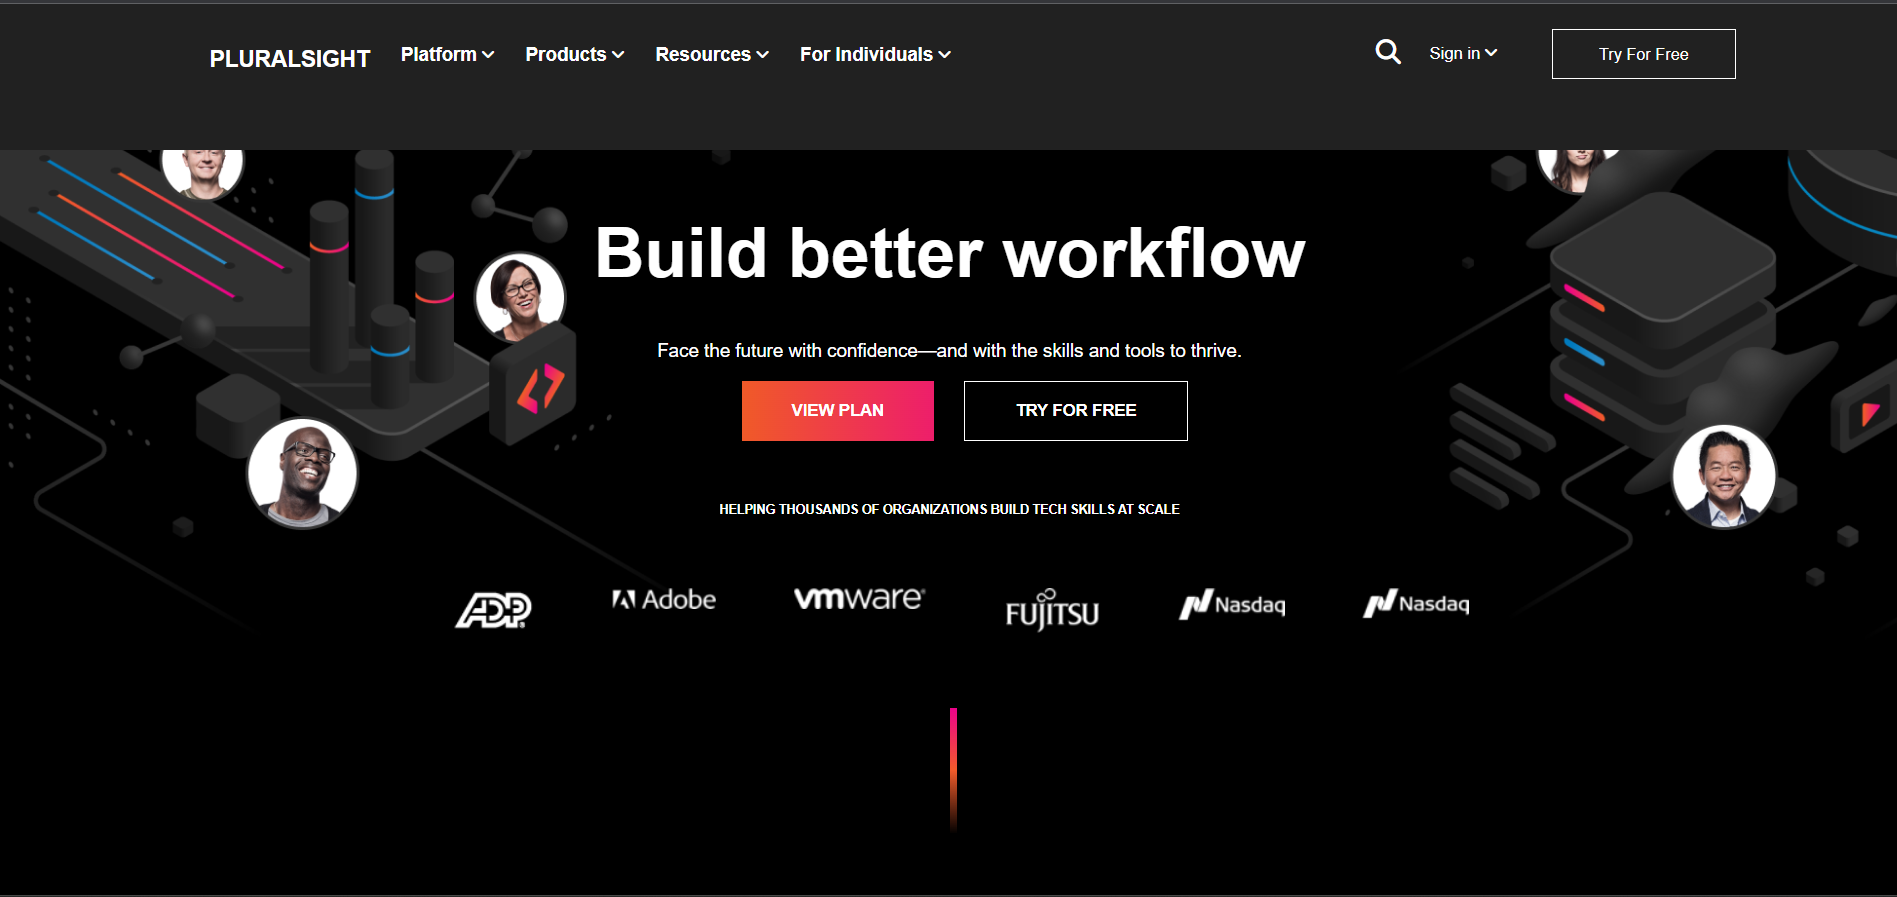 PLURALSIGHT Platform Products Resources For Individuals Sign in Try For Free
Build better workflow
Face the future with confidence—and with the skills and tools to thrive.
VIEW PLAN TRY FOR FREE
HELPING THOUSANDS OF ORGANIZATIONS BUILD TECH SKILLS AT SCALE
ADP Adobe vmware FUJITSU Nasdaq Nasdaq